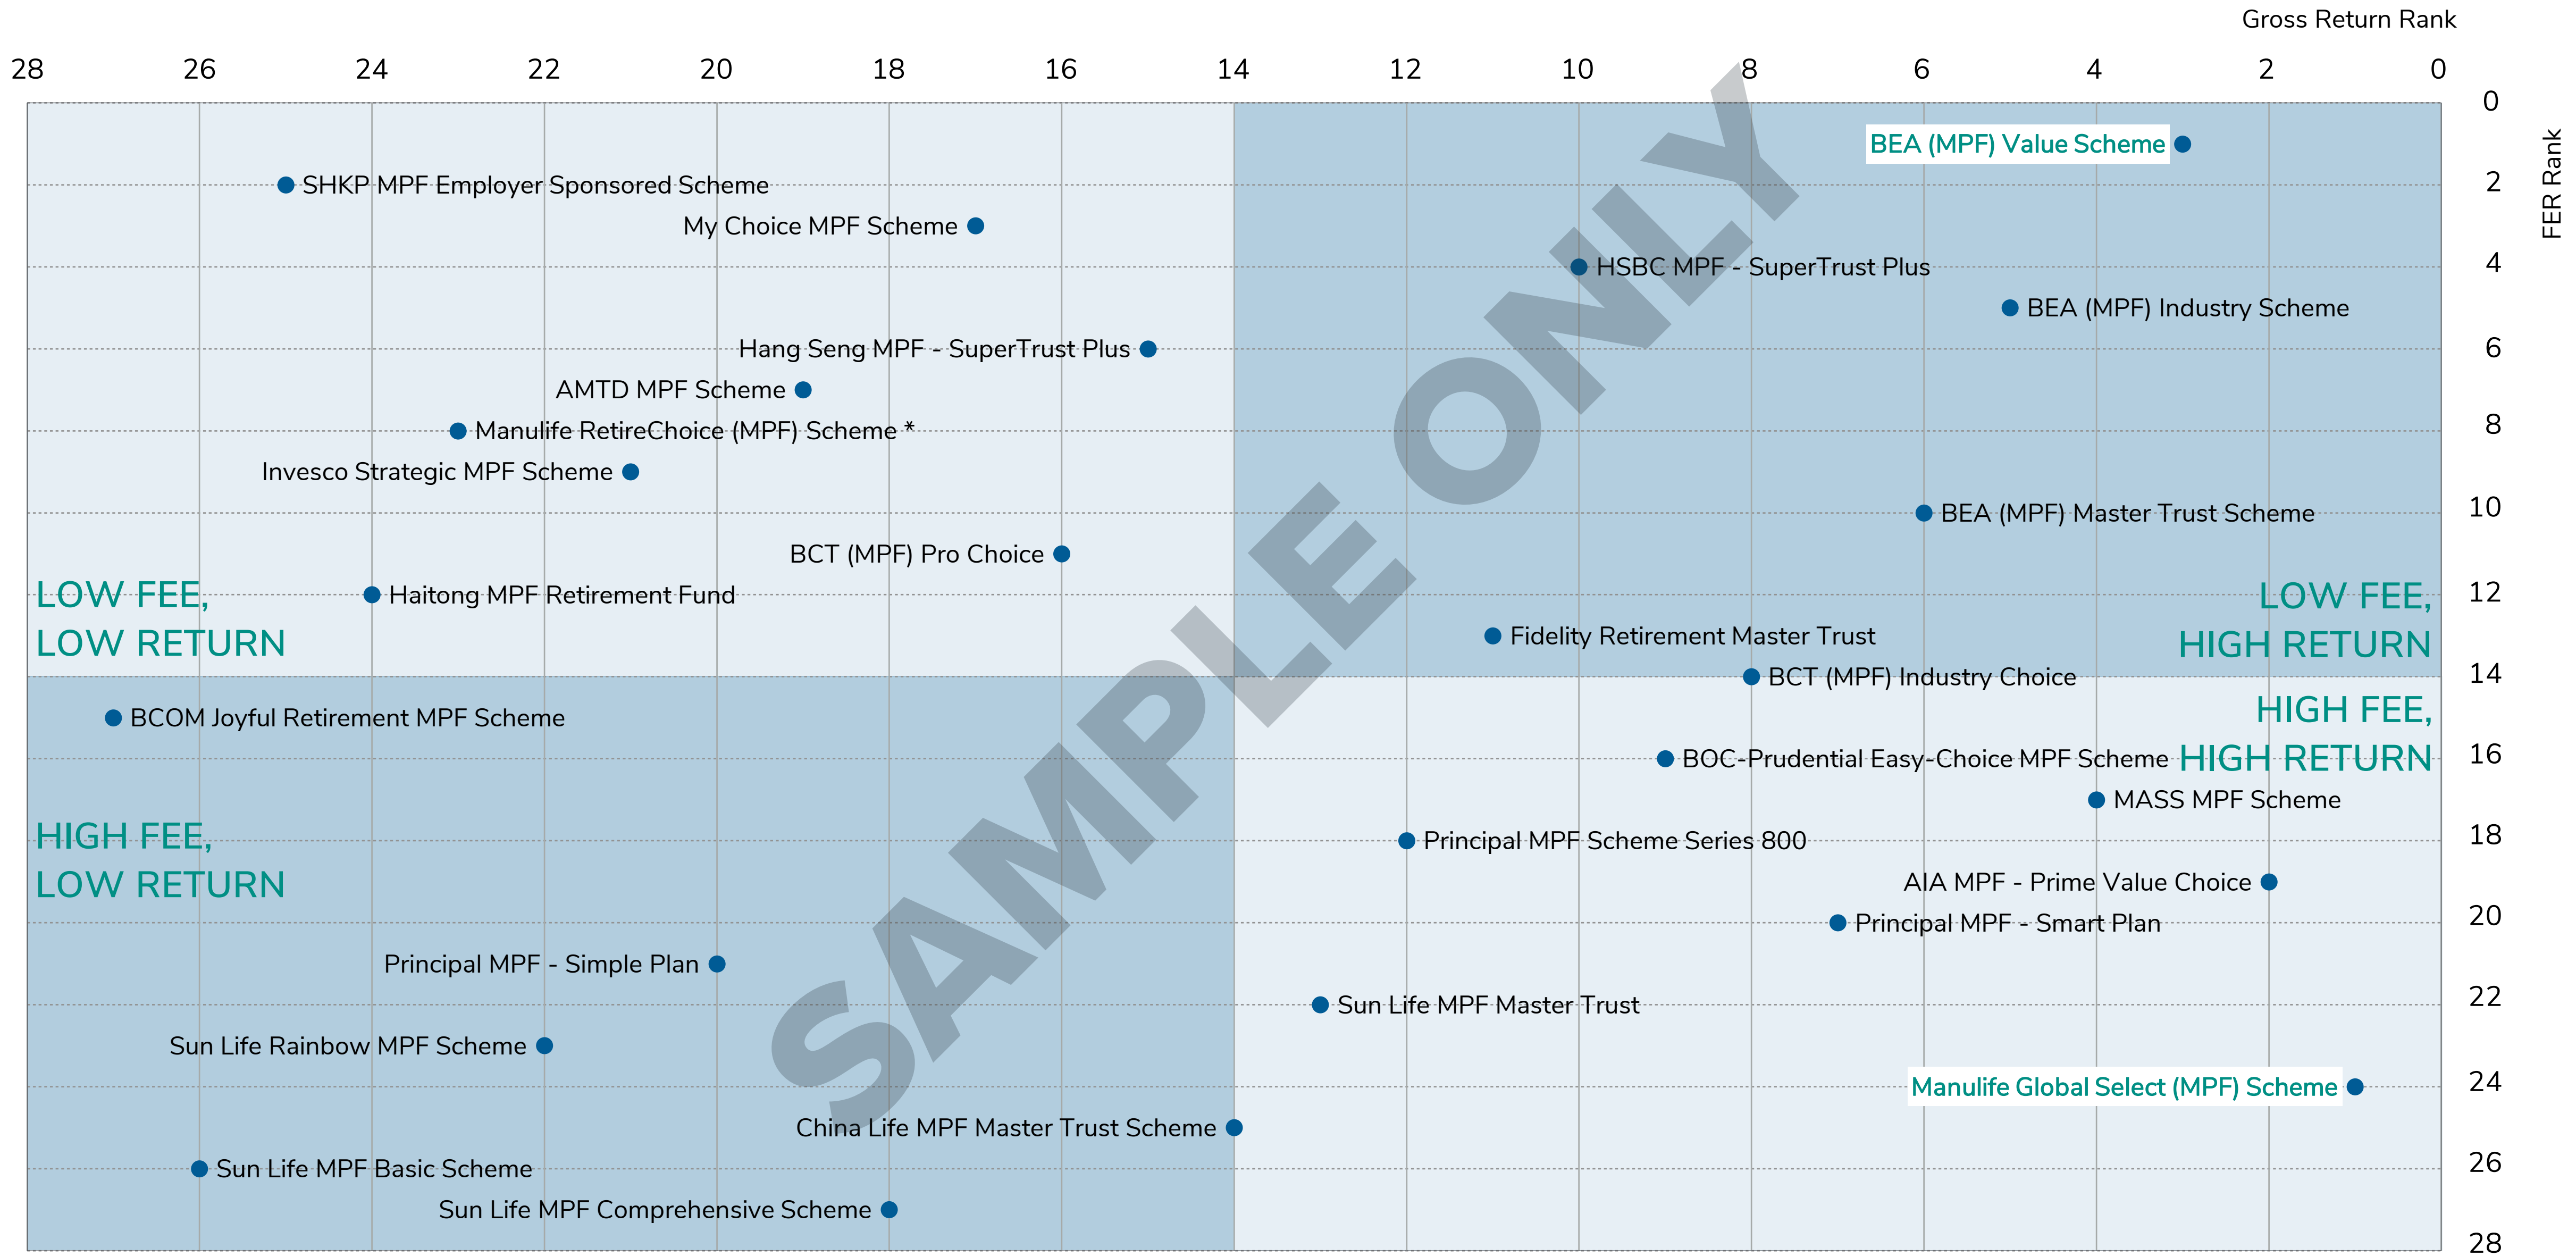 Gross Return Rank
28 26 24 22 20 18 16 14 12 10 8 6 4 2 0
0
BEA (MPF) Value Scheme
FER Rank
SHKP MPF Employer Sponsored Scheme
2
My Choice MPF Scheme
HSBC MPF - SuperTrust Plus
4
BEA (MPF) Industry Scheme
Hang Seng MPF - SuperTrust Plus
6
AMTD MPF Scheme
Manulife RetireChoice (MPF) Scheme *
8
Invesco Strategic MPF Scheme
BEA (MPF) Master Trust Scheme
10
BCT (MPF) Pro Choice
LOW FEE,
LOW RETURN
Haitong MPF Retirement Fund
LOW FEE,
HIGH RETURN
12
Fidelity Retirement Master Trust
BCT (MPF) Industry Choice
14
BCOM Joyful Retirement MPF Scheme
HIGH FEE,
HIGH RETURN
BOC-Prudential Easy-Choice MPF Scheme
16
MASS MPF Scheme
HIGH FEE,
LOW RETURN
Principal MPF Scheme Series 800
18
AIA MPF - Prime Value Choice
Principal MPF - Smart Plan
20
Principal MPF - Simple Plan
Sun Life MPF Master Trust
22
Sun Life Rainbow MPF Scheme
Manulife Global Select (MPF) Scheme
24
China Life MPF Master Trust Scheme
Sun Life MPF Basic Scheme
26
Sun Life MPF Comprehensive Scheme
28
SAMPLE ONLY